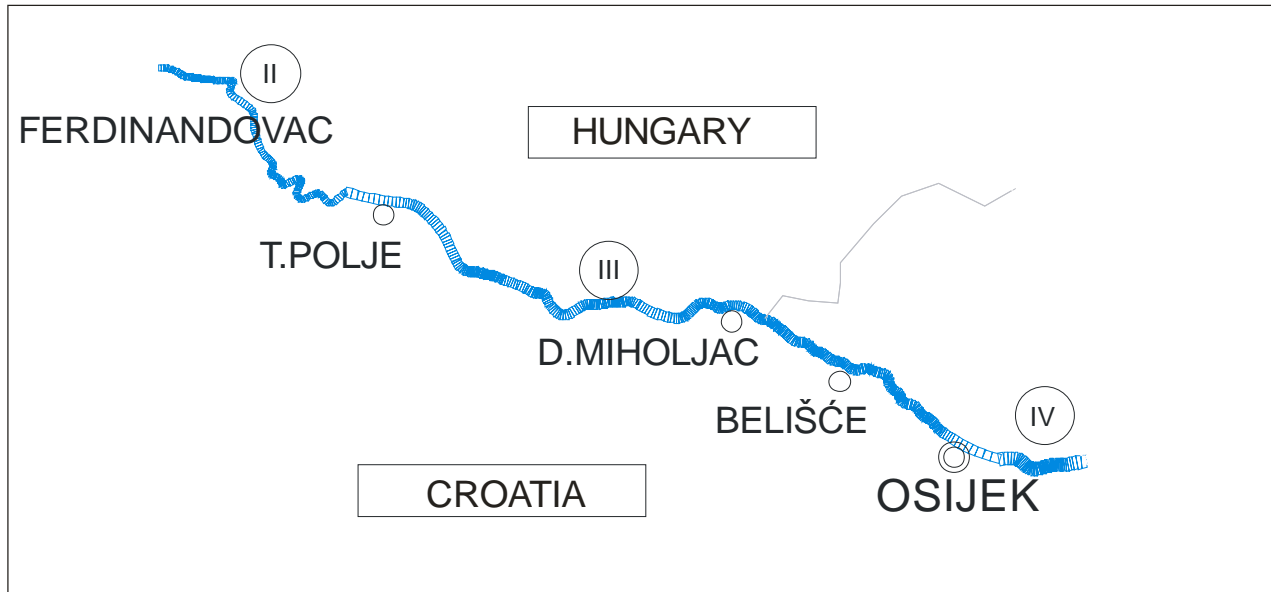 II
FERDINANDOVAC
HUNGARY
T.POLJE
III
D.MIHOLJAC
BELIŠĆE
IV
CROATIA
OSIJEK